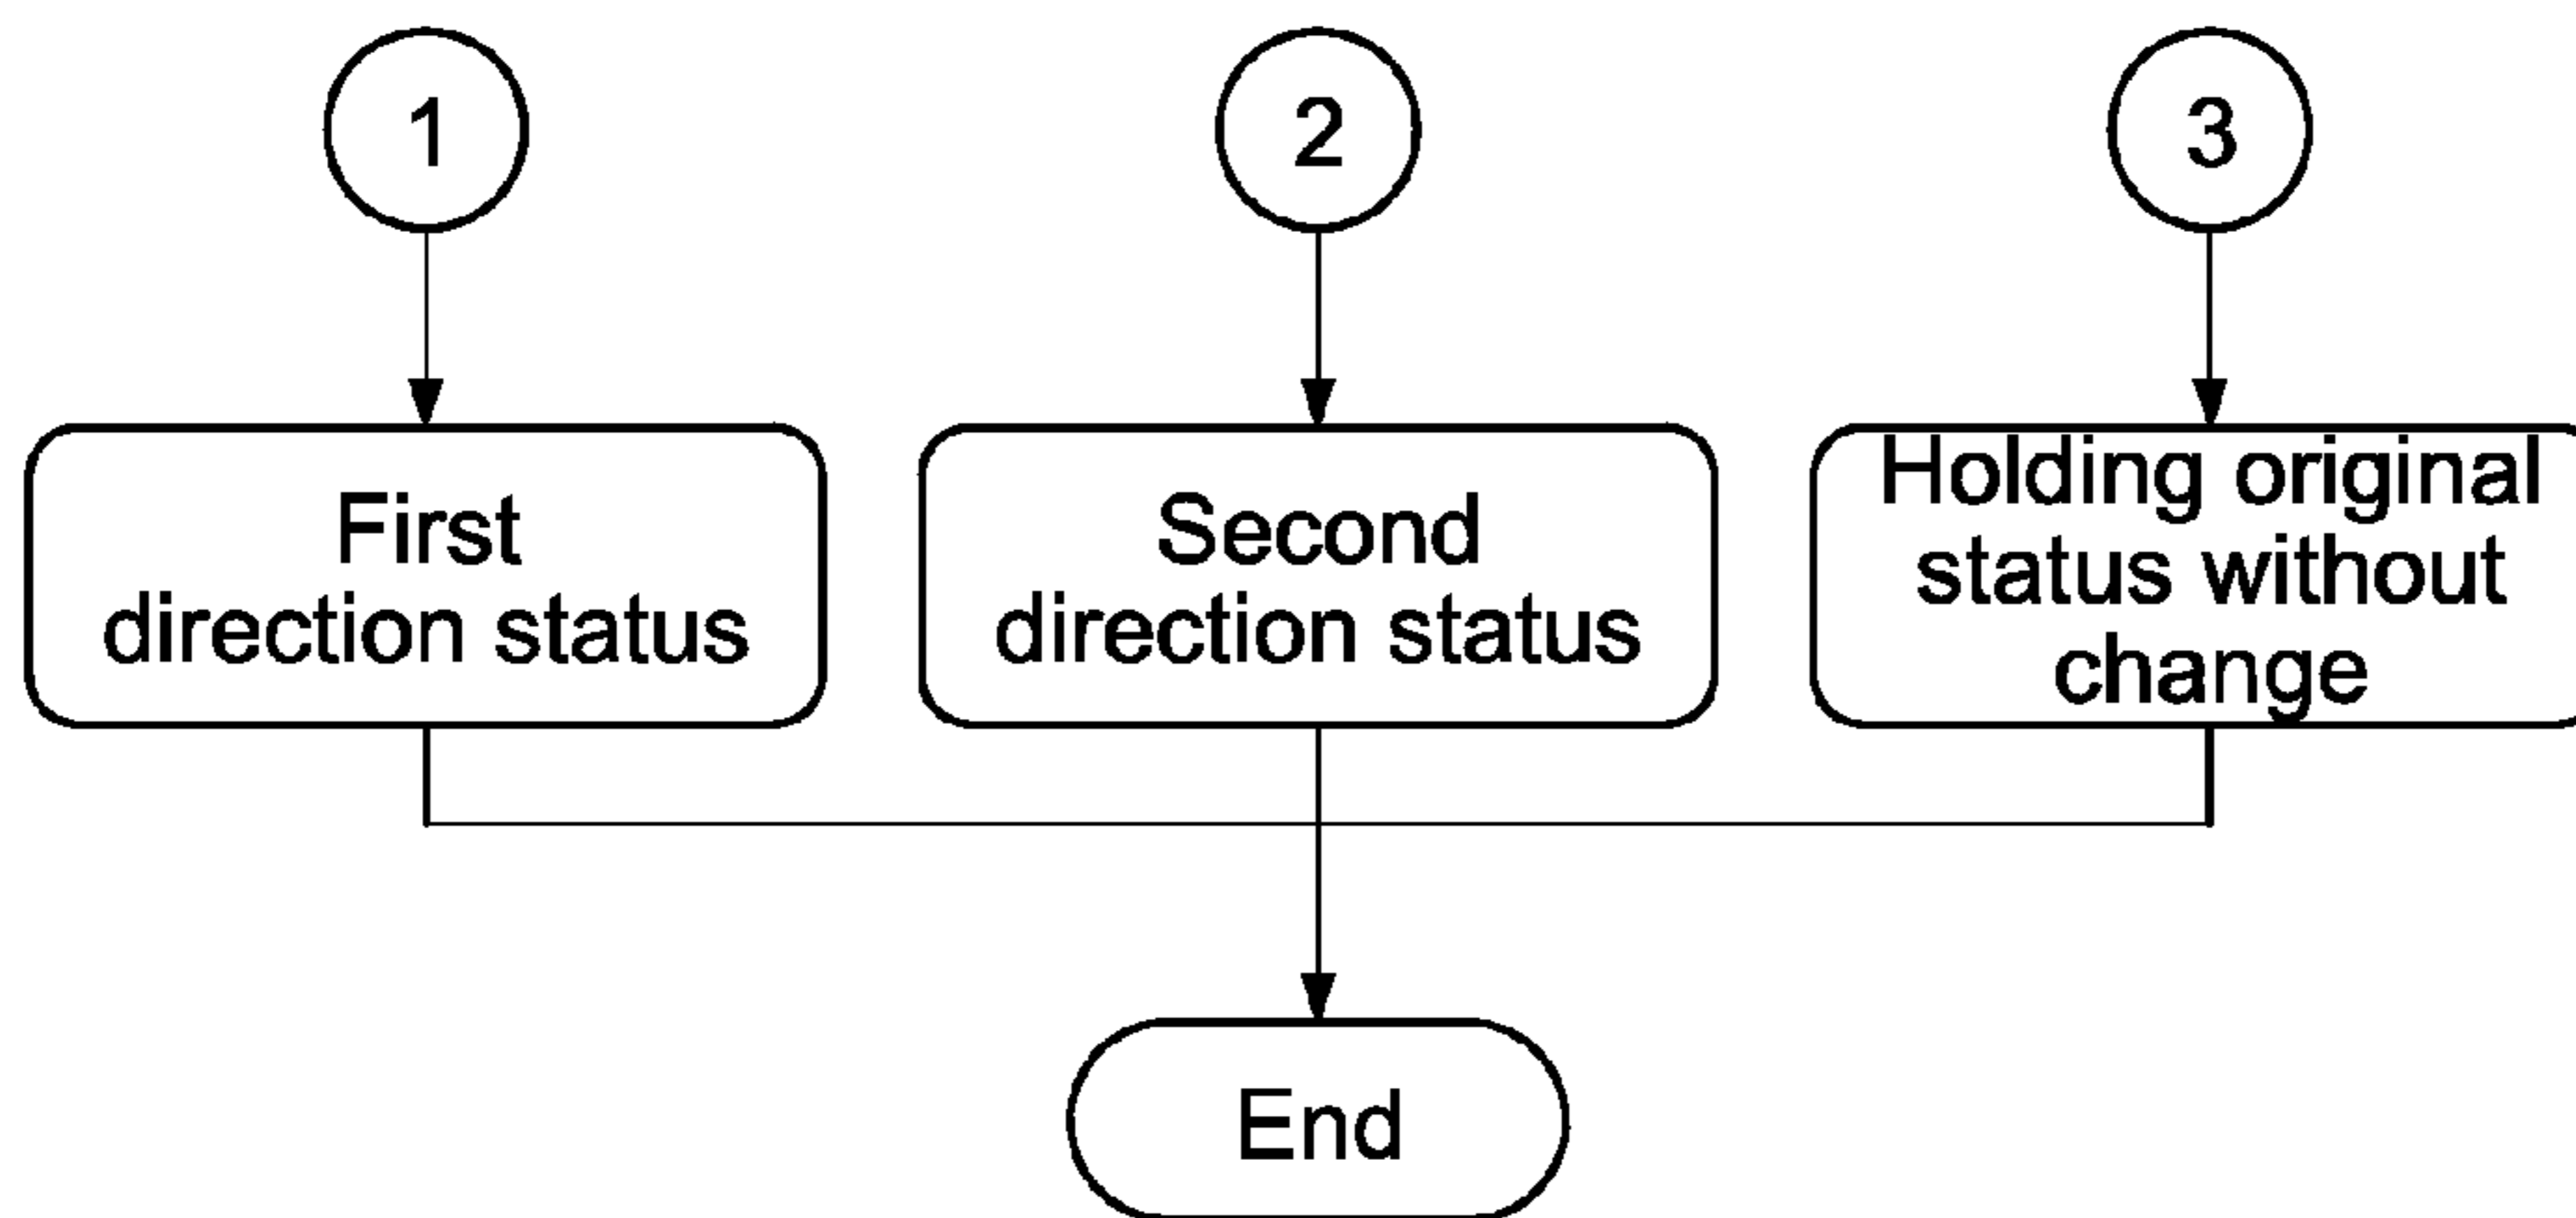 1
2
3
First
direction status
Second
direction status
Holding original
status without
change
End